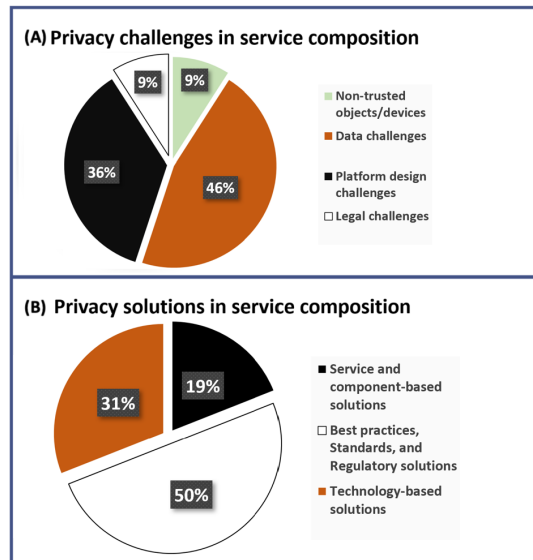 (A) Privacy challenges in service composition
9%
9%
36%
46%
Non-trusted
objects/devices
Data challenges
Platform design
challenges
Legal challenges
(B) Privacy solutions in service composition
19%
31%
50%
Service and
component-based
solutions
Best practices,
Standards, and
Regulatory solutions
Technology-based
solutions